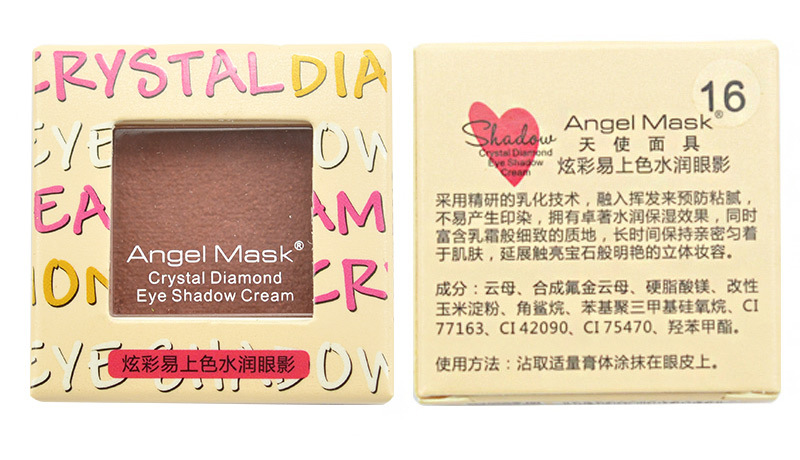 CRYSTAL DIA
EYE SHADOW
EA AM
Angel Mask®
Crystal Diamond
Eye Shadow Cream
ION CR
EYE SHADOW
炫彩易上色水润眼影
16
Shadow
Crystal Diamond
Eye Shadow
Cream
Angel Mask®
天使面具
炫彩易上色水润眼影
采用精研的乳化技术，融入挥发来预防粘腻，
不易产生印染，拥有卓著水润保湿效果，同时
富含乳霜般细致的质地，长时间保持亲密匀着
于肌肤，延展触亮宝石般明艳的立体妆容。
成分：云母、合成氟金云母、硬脂酸镁、改性
玉米淀粉、角鲨烷、苯基聚三甲基硅氧烷、CI
77163、CI 42090、CI 75470、羟苯甲酯。
使用方法：沾取适量膏体涂抹在眼皮上。